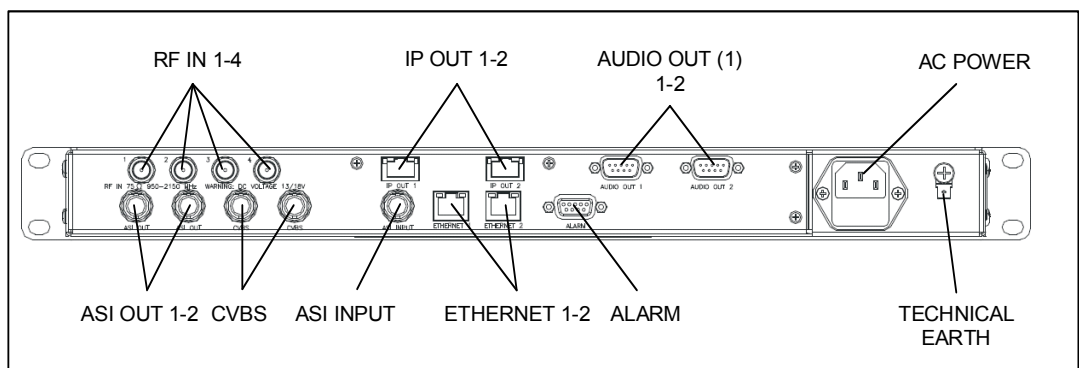 RF IN 1-4
IP OUT 1-2
AUDIO OUT (1)
1-2
AC POWER
1 2 3 4
RF IN 75 Ω 950-2150 MHz WARNING: DC VOLTAGE 13/18V
IP OUT 1
IP OUT 2
AUDIO OUT 1
AUDIO OUT 2
ASI OUT
ASI OUT
CVBS
CVBS
ASI INPUT
ETHERNET
ETHERNET 2
ALARM
ASI OUT 1-2
CVBS
ASI INPUT
ETHERNET 1-2
ALARM
TECHNICAL
EARTH